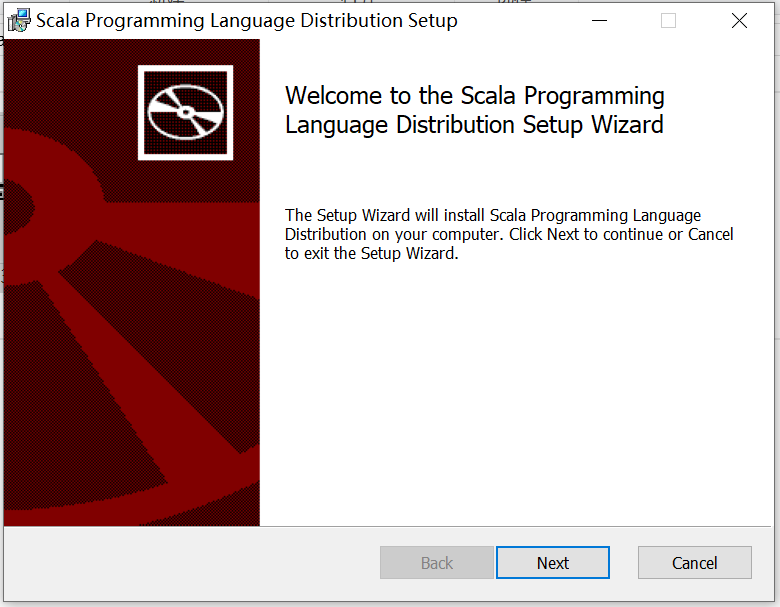 Scala Programming Language Distribution Setup
Welcome to the Scala Programming
Language Distribution Setup Wizard
The Setup Wizard will install Scala Programming Language
Distribution on your computer. Click Next to continue or Cancel
to exit the Setup Wizard.
Back
Next
Cancel